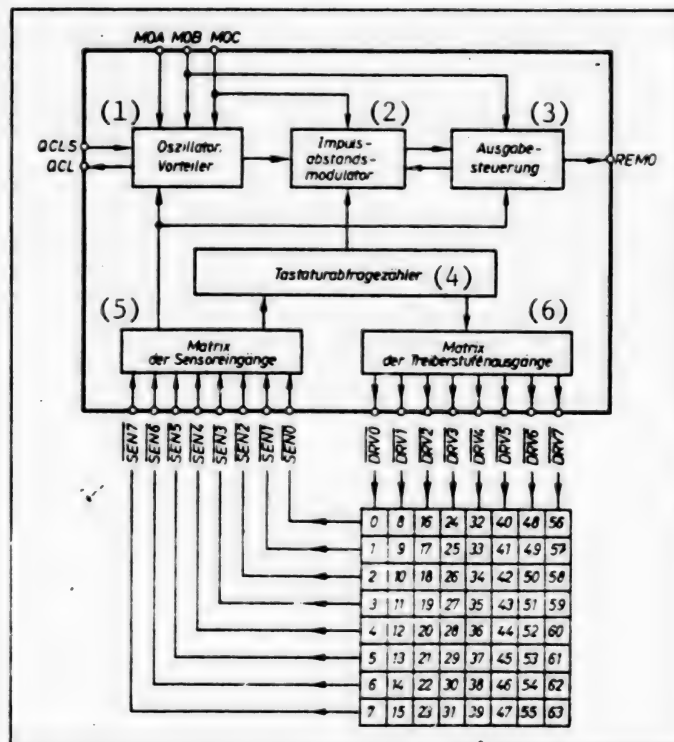 MOA MOB MOC
(1) (2) (3)
QCLS
QCL
Oszillator,
Vorteiler
Impuls-
abstands-
modulator
Ausgabe-
steuerung
REMO
Tastaturabfragezähler (4)
(5) (6)
Matrix
der Sensoreingänge
Matrix
der Treiberstufenausgänge
SEN7 SEN6 SEN5 SEN4 SEN3 SEN2 SEN1 SEN0
DRV0 DRV1 DRV2 DRV3 DRV4 DRV5 DRV6 DRV7
0 8 16 24 32 40 48 56
1 9 17 25 33 41 49 57
2 10 18 26 34 42 50 58
3 11 19 27 35 43 51 59
4 12 20 28 36 44 52 60
5 13 21 29 37 45 53 61
6 14 22 30 38 46 54 62
7 15 23 31 39 47 55 63